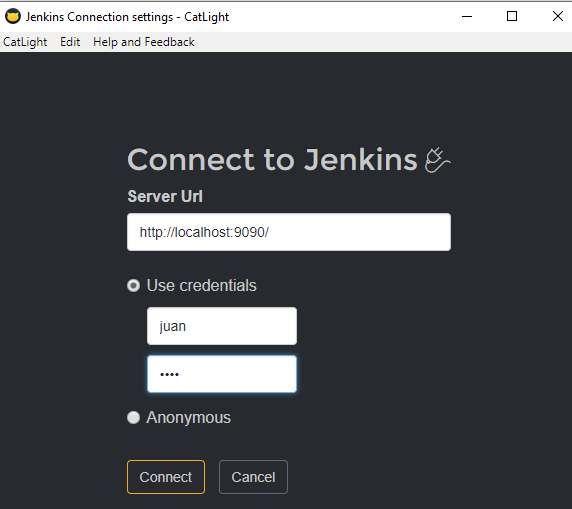 Jenkins Connection settings - CatLight
CatLight Edit Help and Feedback
Connect to Jenkins
Server Url
http://localhost:9090/
Use credentials
juan
••••
Anonymous
Connect Cancel